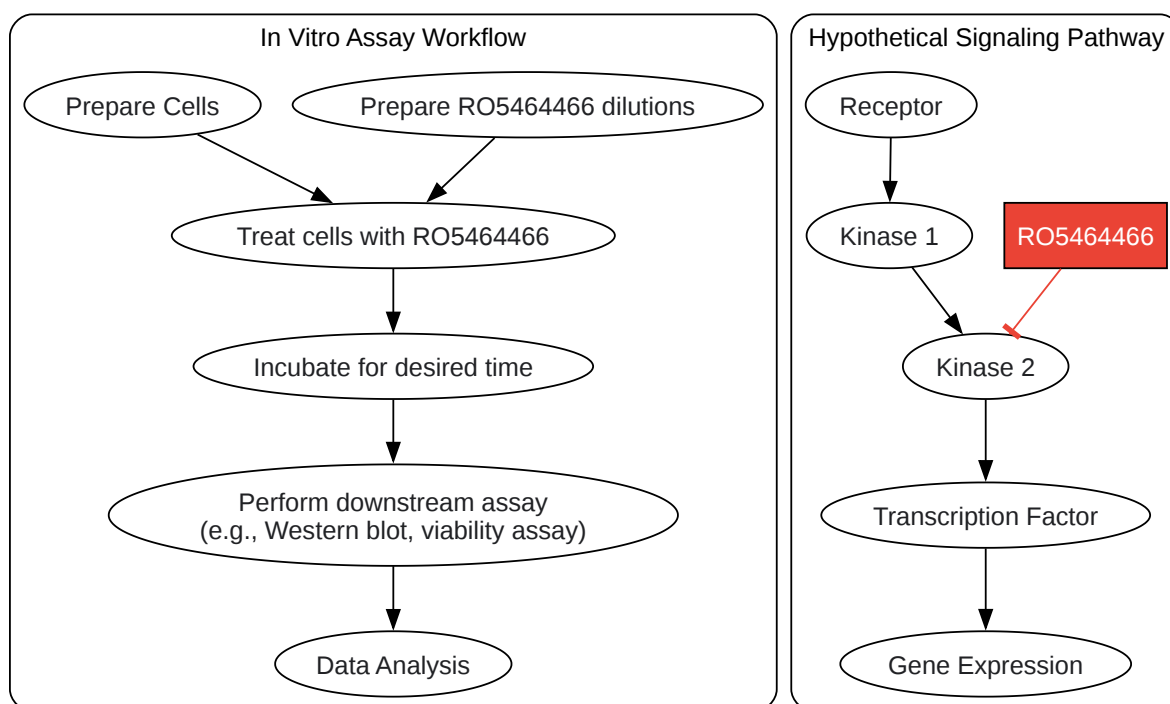 In Vitro Assay Workflow
Prepare Cells
Prepare RO5464466 dilutions
Treat cells with RO5464466
Incubate for desired time
Perform downstream assay
(e.g., Western blot, viability assay)
Data Analysis
Hypothetical Signaling Pathway
Receptor
Kinase 1
RO5464466
Kinase 2
Transcription Factor
Gene Expression